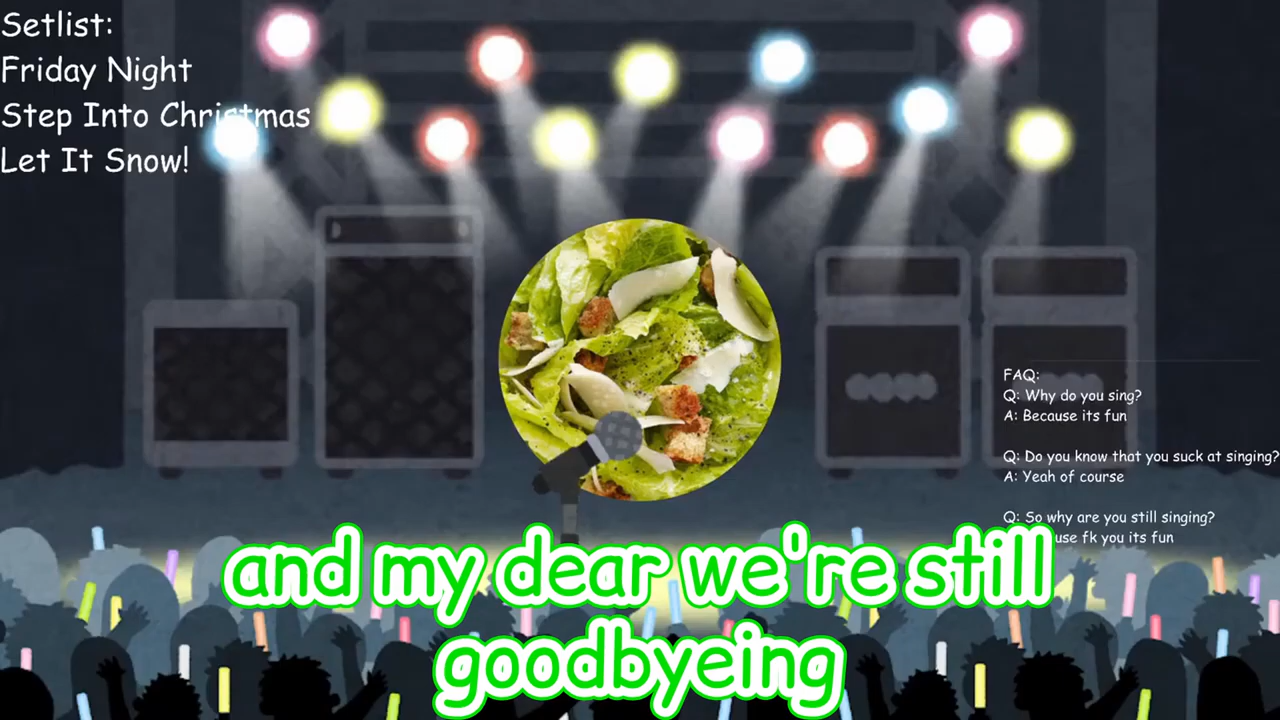 Setlist:
Friday Night
Step Into Christmas
Let It Snow!
FAQ:
Q: Why do you sing?
A: Because its fun
Q: Do you know that you suck at singing?
A: Yeah of course
Q: So why are you still singing?
use fk you its fun
and my dear we're still
goodbyeing